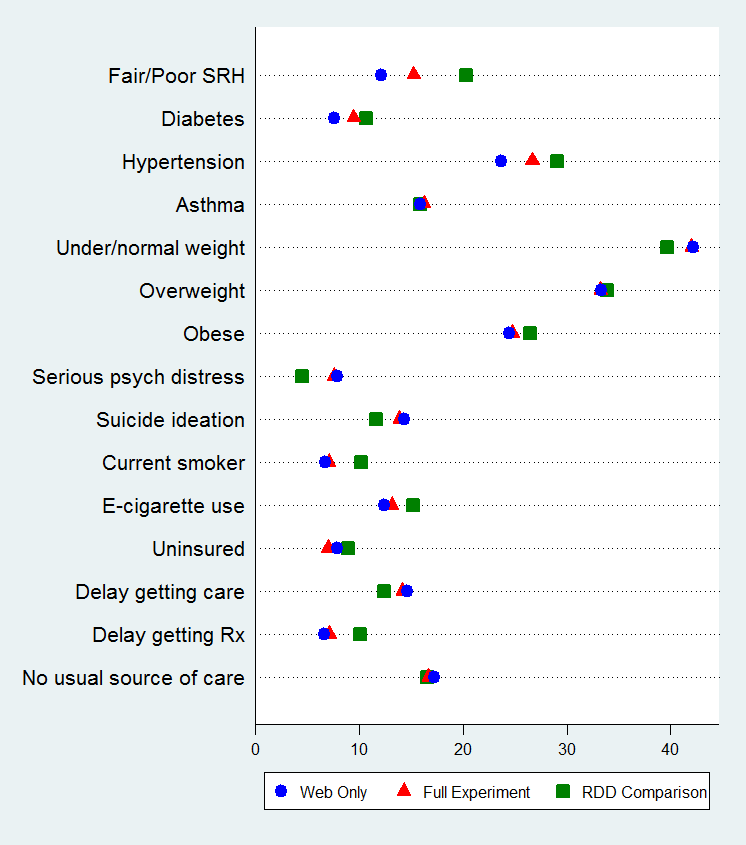 Fair/Poor SRH
Diabetes
Hypertension
Asthma
Under/normal weight
Overweight
Obese
Serious psych distress
Suicide ideation
Current smoker
E-cigarette use
Uninsured
Delay getting care
Delay getting Rx
No usual source of care
0 10 20 30 40
Web Only Full Experiment RDD Comparison